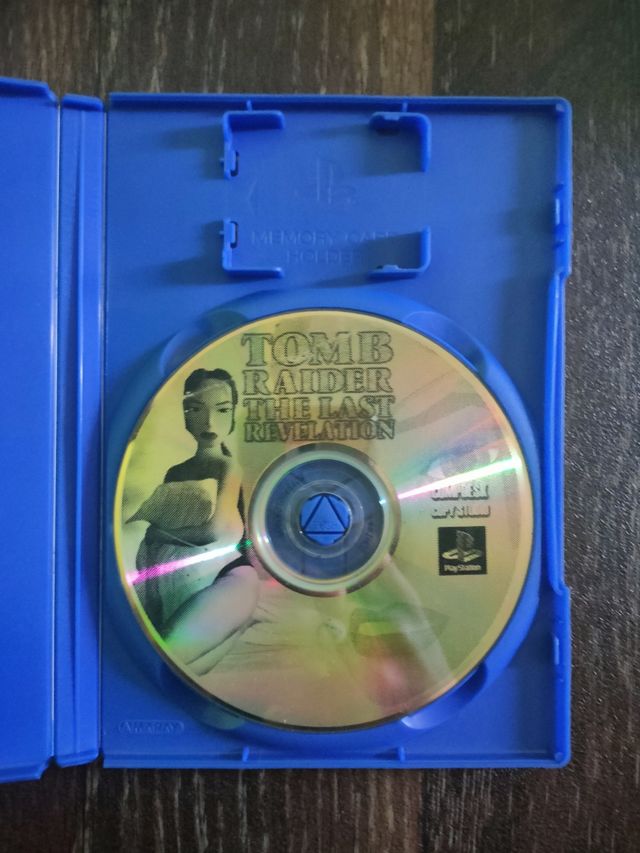 MEMORY CARD
HOLDER
TOMB
RAIDER
THE LAST
REVELATION
PlayStation